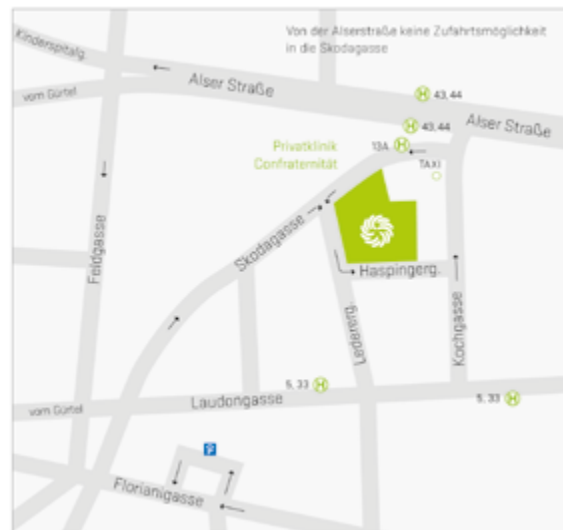 Von der Alserstraße keine Zufahrtsmöglichkeit
in die Skodagasse
Kinderspitalg.
vom Gürtel
Alser Straße
43,44
43,44
Alser Straße
13A
TAXI
Privatklinik
Confraternität
Feldgasse
Skodagasse
Haspingerg.
Ledererg.
Kochgasse
5, 33
5, 33
vom Gürtel
Laudongasse
Florianigasse